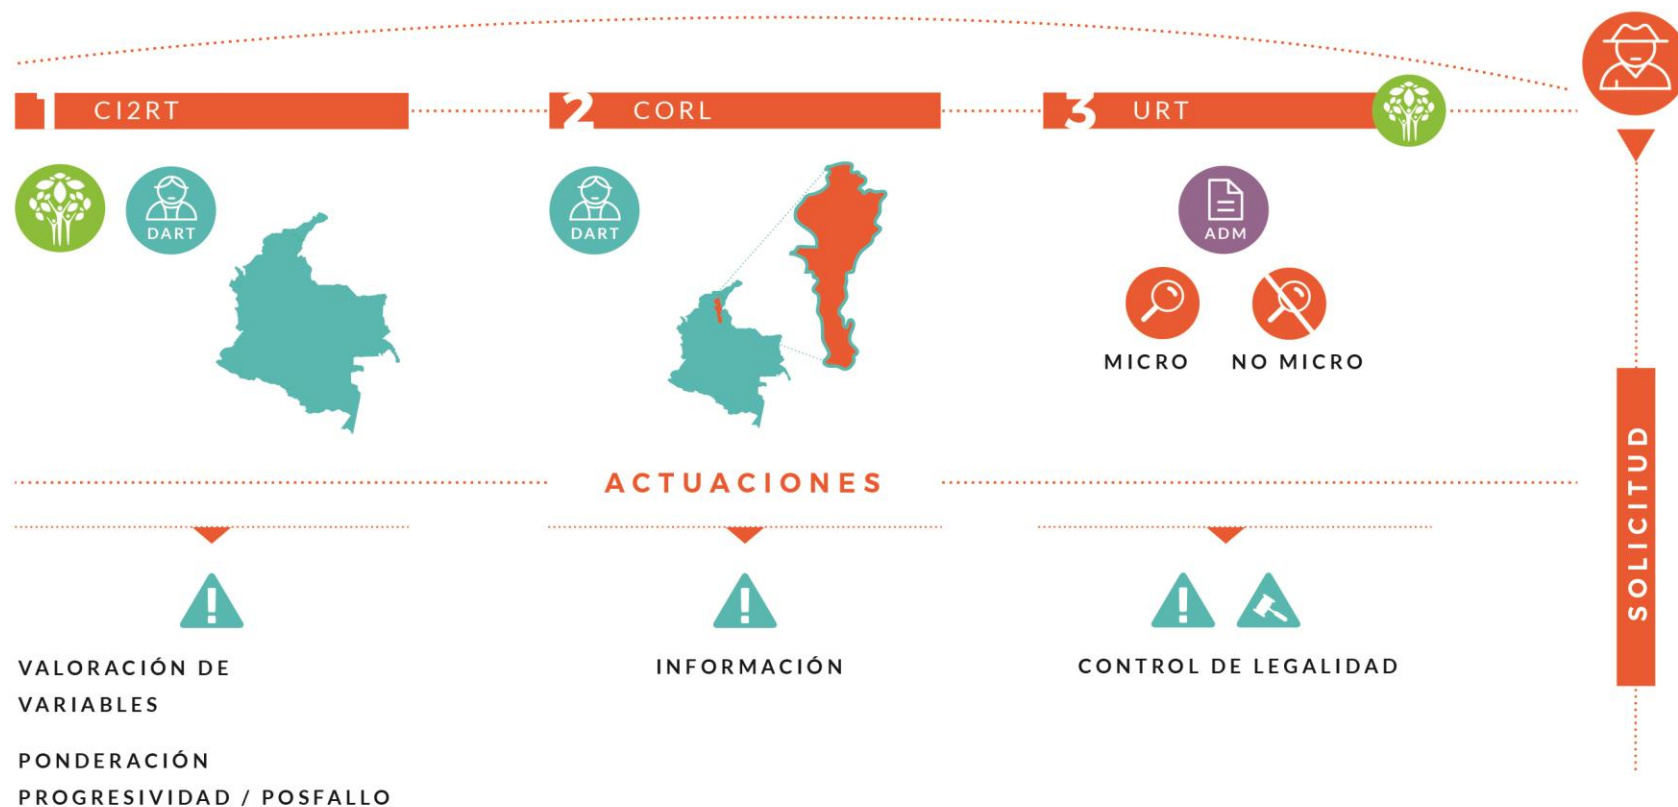 1 CI2RT
2 CORL
3 URT
DART
DART
ADM
MICRO
NO MICRO
ACTUACIONES
SOLICITUD
VALORACIÓN DE
VARIABLES
PONDERACIÓN
PROGRESIVIDAD / POSFALLO
INFORMACIÓN
CONTROL DE LEGALIDAD